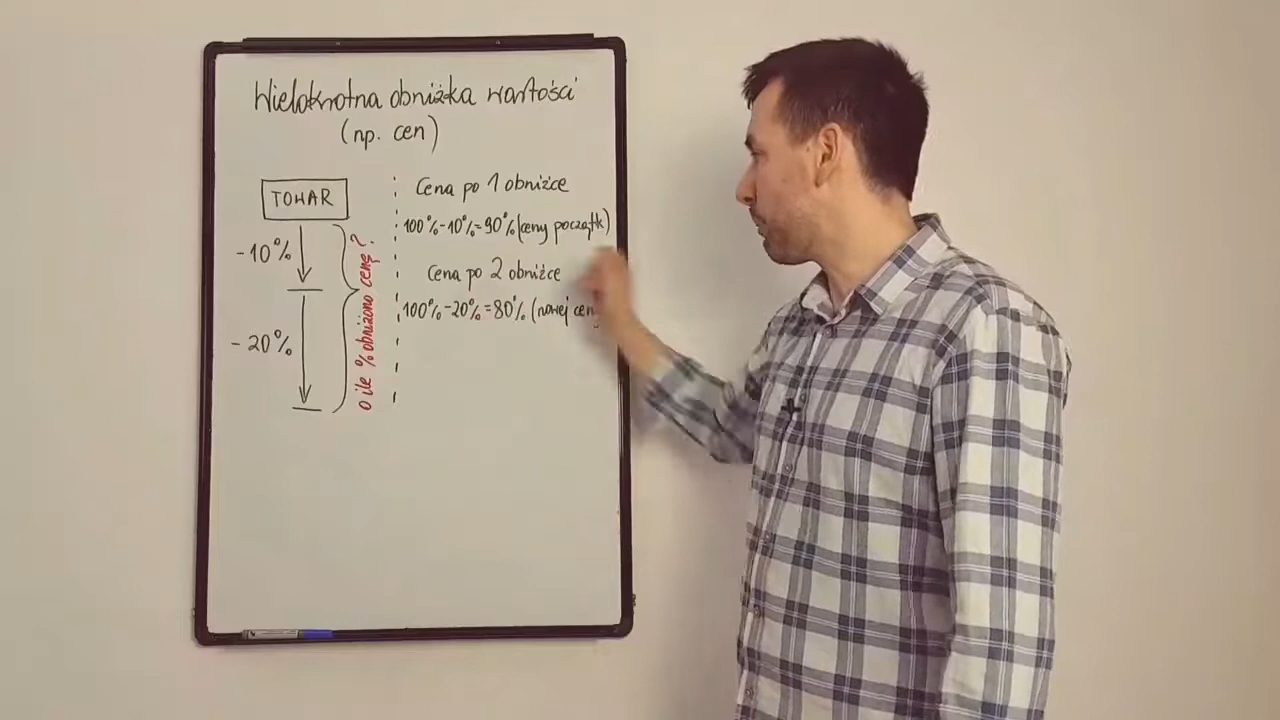 Wielokrotna obniżka wartości
(np. cen)
TOWAR
-10%
-20%
o ile % obniżono cenę?
Cena po 1 obniżce
100%-10%=90% (ceny początk)
Cena po 2 obniżce
100%-20%=80% (nowej